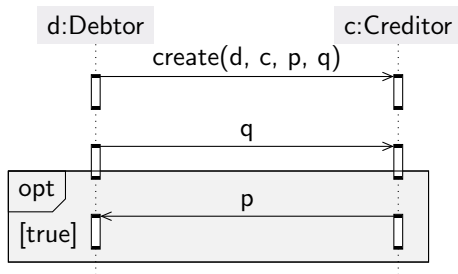 d:Debtor
c:Creditor
create(d, c, p, q)
q
opt
p
[true]